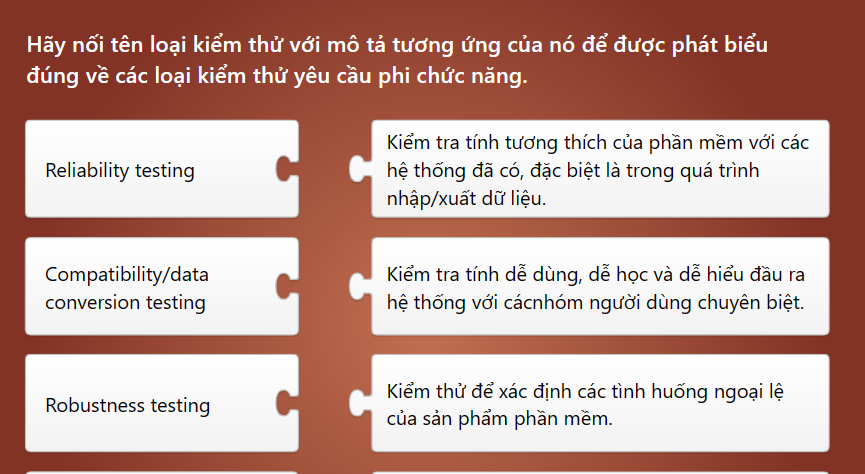 Hãy nối tên loại kiểm thử với mô tả tương ứng của nó để được phát biểu
đúng về các loại kiểm thử yêu cầu phi chức năng.
Reliability testing
Kiểm tra tính tương thích của phần mềm với các
hệ thống đã có, đặc biệt là trong quá trình
nhập/xuất dữ liệu.
Compatibility/data
conversion testing
Kiểm tra tính dễ dùng, dễ học và dễ hiểu đầu ra
hệ thống với cácnhóm người dùng chuyên biệt.
Robustness testing
Kiểm thử để xác định các tình huống ngoại lệ
của sản phẩm phần mềm.